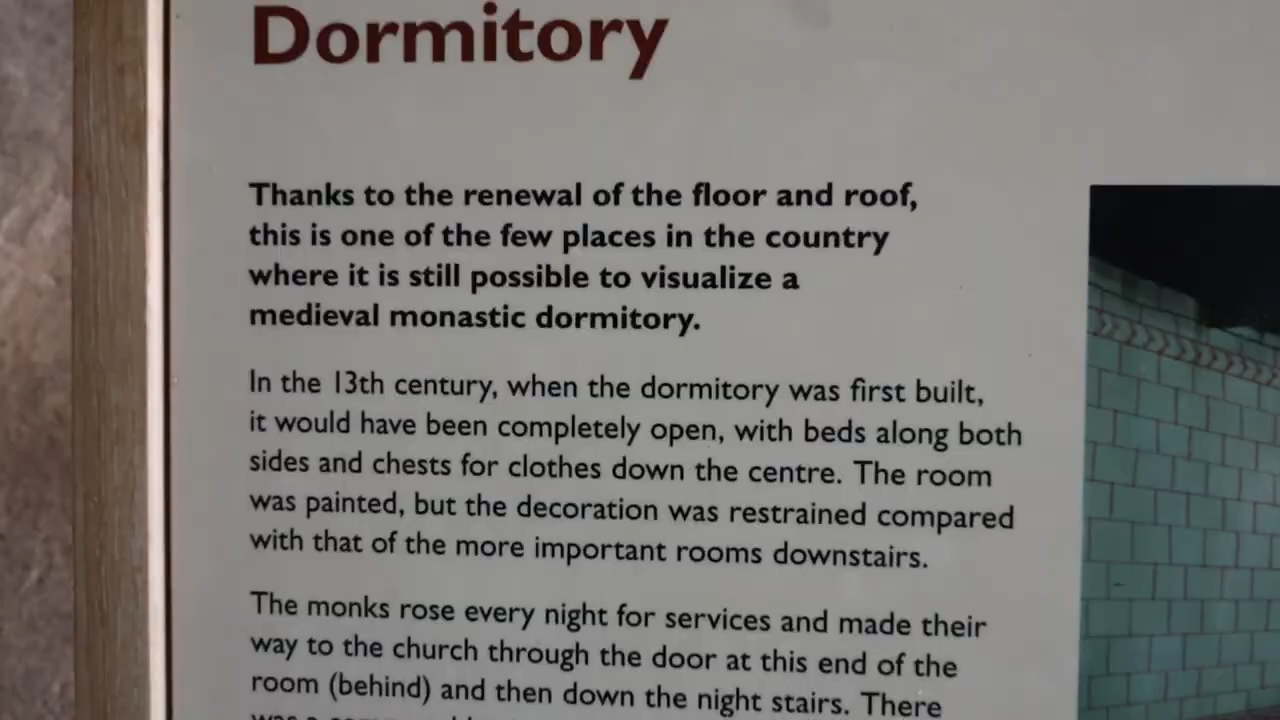 Dormitory
Thanks to the renewal of the floor and roof,
this is one of the few places in the country
where it is still possible to visualize a
medieval monastic dormitory.
In the 13th century, when the dormitory was first built,
it would have been completely open, with beds along both
sides and chests for clothes down the centre. The room
was painted, but the decoration was restrained compared
with that of the more important rooms downstairs.
The monks rose every night for services and made their
way to the church through the door at this end of the
room (behind) and then down the night stairs. There